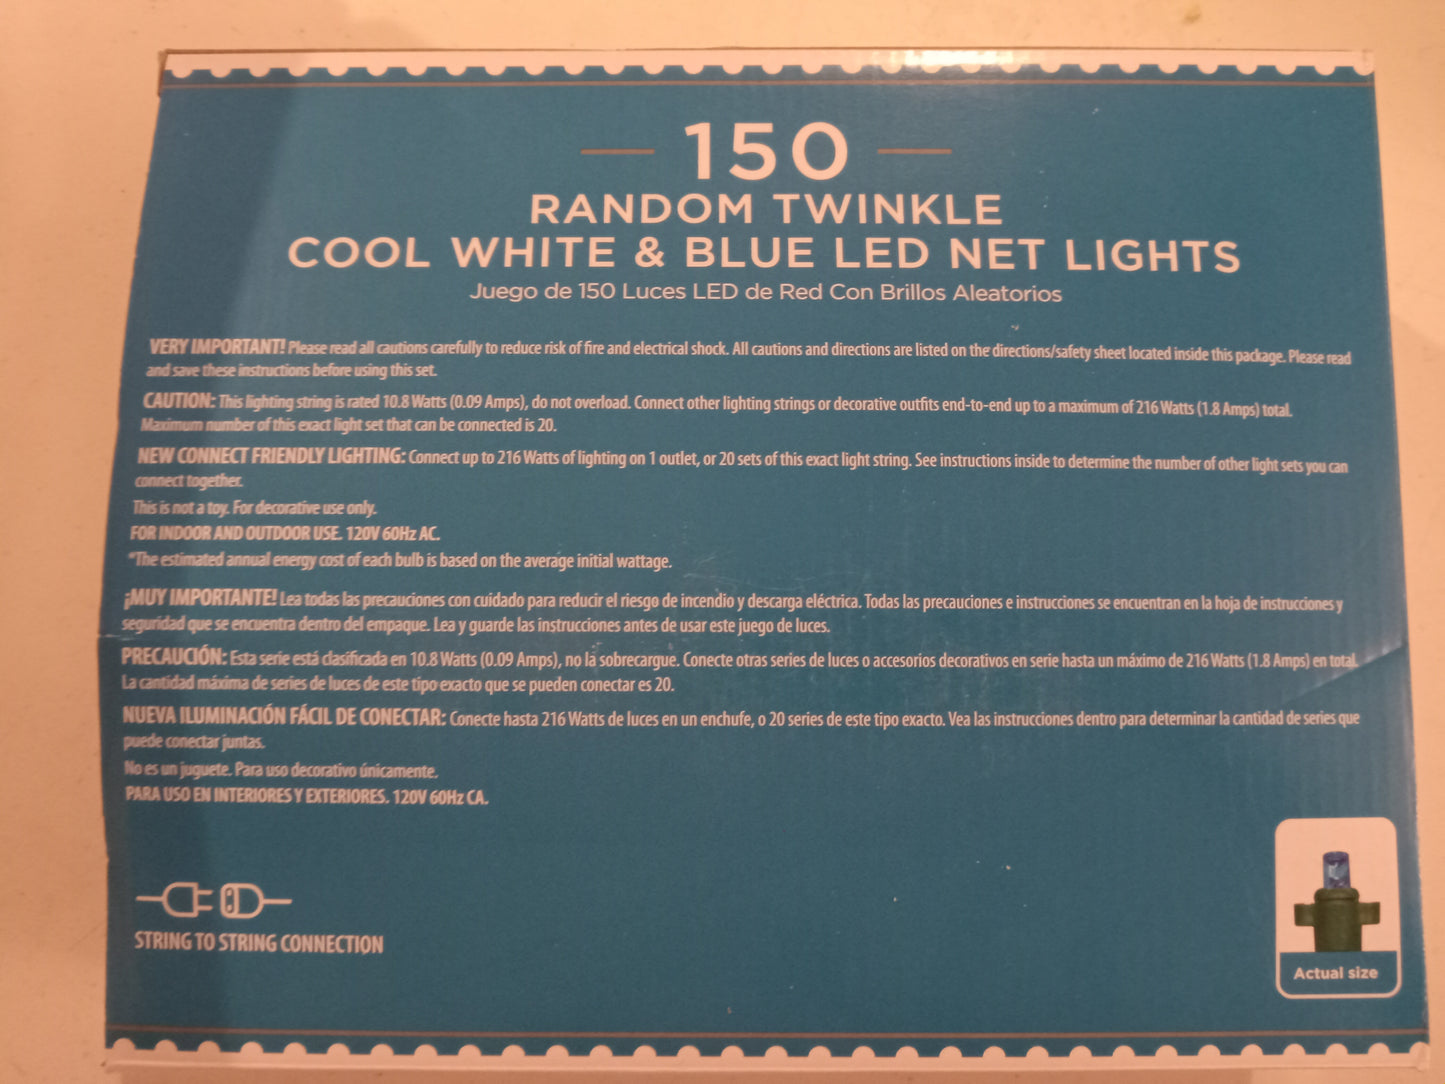 150
RANDOM TWINKLE
COOL WHITE & BLUE LED NET LIGHTS
Juego de 150 Luces LED de Red Con Brillos Aleatorios
VERY IMPORTANT! Please read all cautions carefully to reduce risk of fire and electrical shock. All cautions and directions are listed on the directions/safety sheet located inside this package. Please read
and save these instructions before using this set.
CAUTION: This lighting string is rated 10.8 Watts (0.09 Amps), do not overload. Connect other lighting strings or decorative outfits end-to-end up to a maximum of 216 Watts (1.8 Amps) total.
Maximum number of this exact light set that can be connected is 20.
NEW CONNECT FRIENDLY LIGHTING: Connect up to 216 Watts of lighting on 1 outlet, or 20 sets of this exact light string. See instructions inside to determine the number of other light sets you can
connect together.
This is not a toy. For decorative use only.
FOR INDOOR AND OUTDOOR USE. 120V 60Hz AC.
*The estimated annual energy cost of each bulb is based on the average initial wattage.
¡MUY IMPORTANTE! Lea todas las precauciones con cuidado para reducir el riesgo de incendio y descarga eléctrica. Todas las precauciones e instrucciones se encuentran en la hoja de instrucciones y
seguridad que se encuentra dentro del empaque. Lea y guarde las instrucciones antes de usar este juego de luces.
PRECAUCIÓN: Esta serie está clasificada en 10.8 Watts (0.09 Amps), no la sobrecargue. Conecte otras series de luces o accesorios decorativos en serie hasta un máximo de 216 Watts (1.8 Amps) en total.
La cantidad máxima de series de luces de este tipo exacto que se pueden conectar es 20.
NUEVA ILUMINACIÓN FÁCIL DE CONECTAR: Conecte hasta 216 Watts de luces en un enchufe, o 20 series de este tipo exacto. Vea las instrucciones dentro para determinar la cantidad de series que
puede conectar juntas.
No es un juguete. Para uso decorativo únicamente.
PARA USO EN INTERIORES Y EXTERIORES. 120V 60Hz CA.
STRING TO STRING CONNECTION
Actual size